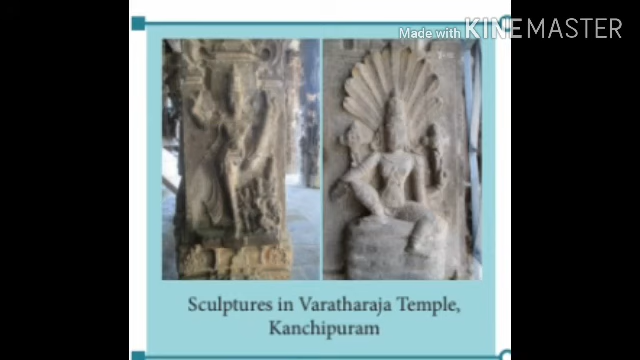 Made with KINEMASTER
Sculptures in Varatharaja Temple,
Kanchipuram